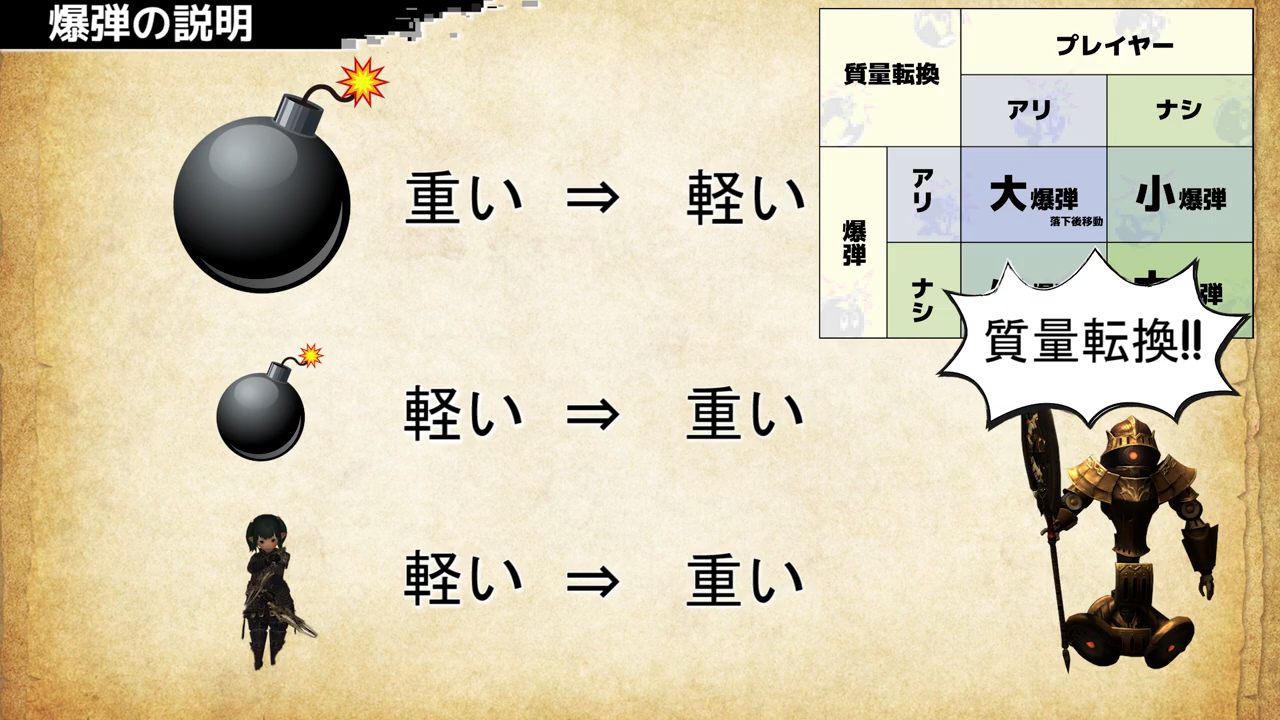 爆弾の説明
質量転換
プレイヤー
アリ
ナシ
爆弾
アリ
大爆弾
落下後移動
小爆弾
ナシ
弾
質量転換!!
重い ⇒ 軽い
軽い ⇒ 重い
軽い ⇒ 重い